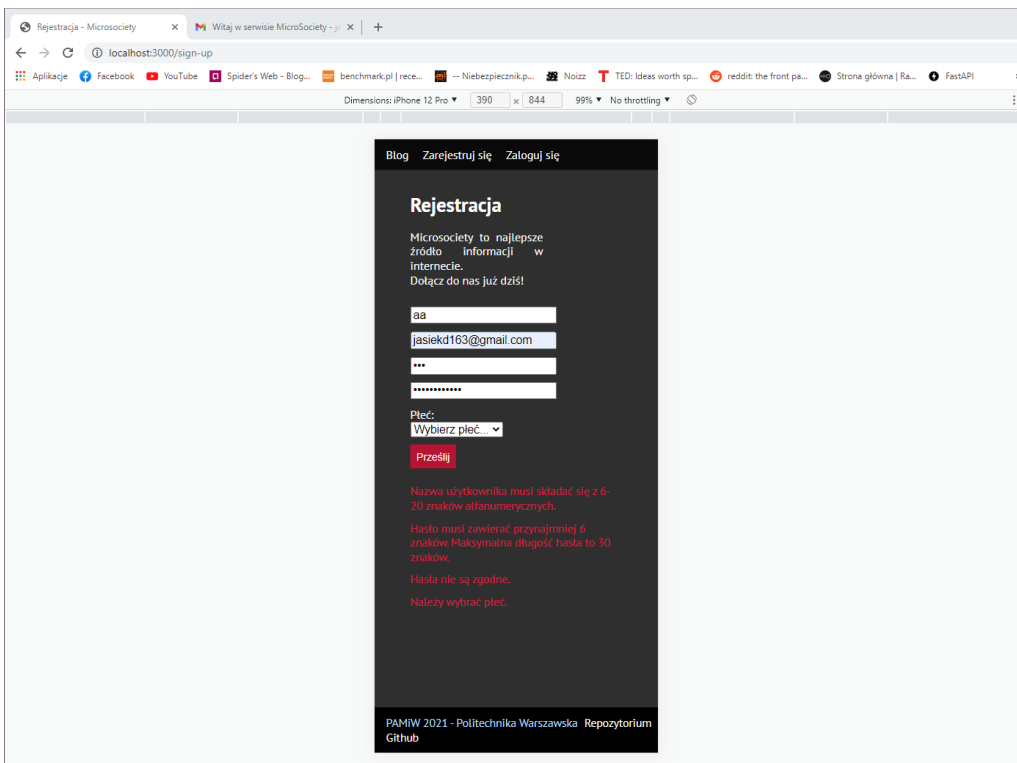 Rejestracja - Microsociety
Witaj w serwisie MicroSociety - j
localhost:3000/sign-up
Aplikacje Facebook YouTube Spider's Web - Blog... benchmark.pl | rece... -- Niebezpiecznik.p... Noizz TED: Ideas worth sp... reddit: the front pa... Strona główna | Ra... FastAPI
Dimensions: iPhone 12 Pro 390 x 844 99% No throttling
Blog Zarejestruj się Zaloguj się
Rejestracja
Microsociety to najlepsze
źródło informacji w
internecie.
Dołącz do nas już dziś!
aa
jasiekd163@gmail.com
•••
••••••••••••
Płeć:
Wybierz płeć...
Prześlij
Nazwa użytkownika musi składać się z 6-
20 znaków alfanumerycznych.
Hasło musi zawierać przynajmniej 6
znaków. Maksymalna długość hasła to 30
znaków.
Hasła nie są zgodne.
Należy wybrać płeć.
PAMiW 2021 - Politechnika Warszawska Repozytorium
Github